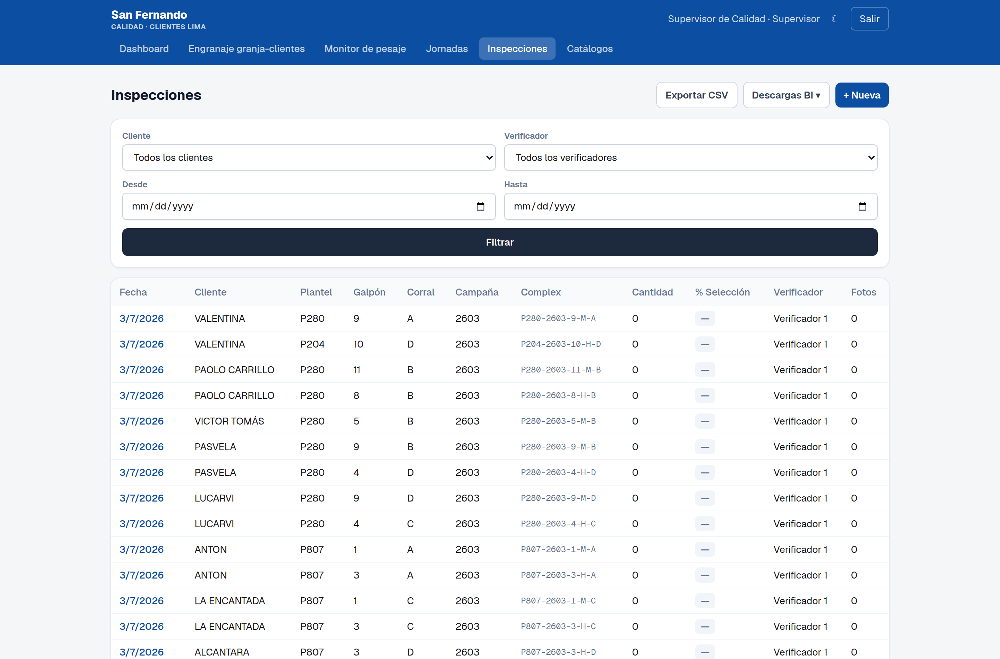 San Fernando
CALIDAD · CLIENTES LIMA
Supervisor de Calidad · Supervisor
Salir
Dashboard Engranaje granja-clientes Monitor de pesaje Jornadas Inspecciones Catálogos
Inspecciones
Exportar CSV Descargas BI ▾ + Nueva
Cliente Verificador
Todos los clientes Todos los verificadores
Desde Hasta
mm/dd/yyyy mm/dd/yyyy
Filtrar
Fecha Cliente Plantel Galpón Corral Campaña Complex Cantidad % Selección Verificador Fotos
3/7/2026 VALENTINA P280 9 A 2603 P280-2603-9-M-A 0 — Verificador 1 0
3/7/2026 VALENTINA P204 10 D 2603 P204-2603-10-H-D 0 — Verificador 1 0
3/7/2026 PAOLO CARRILLO P280 11 B 2603 P280-2603-11-M-B 0 — Verificador 1 0
3/7/2026 PAOLO CARRILLO P280 8 B 2603 P280-2603-8-H-B 0 — Verificador 1 0
3/7/2026 VICTOR TOMÁS P280 5 B 2603 P280-2603-5-M-B 0 — Verificador 1 0
3/7/2026 PASVELA P280 9 B 2603 P280-2603-9-M-B 0 — Verificador 1 0
3/7/2026 PASVELA P280 4 D 2603 P280-2603-4-H-D 0 — Verificador 1 0
3/7/2026 LUCARVI P280 9 D 2603 P280-2603-9-M-D 0 — Verificador 1 0
3/7/2026 LUCARVI P280 4 C 2603 P280-2603-4-H-C 0 — Verificador 1 0
3/7/2026 ANTON P807 1 A 2603 P807-2603-1-M-A 0 — Verificador 1 0
3/7/2026 ANTON P807 3 A 2603 P807-2603-3-H-A 0 — Verificador 1 0
3/7/2026 LA ENCANTADA P807 1 C 2603 P807-2603-1-M-C 0 — Verificador 1 0
3/7/2026 LA ENCANTADA P807 3 C 2603 P807-2603-3-H-C 0 — Verificador 1 0
3/7/2026 ALCANTARA P807 3 D 2603 P807-2603-3-H-D 0 — Verificador 1 0